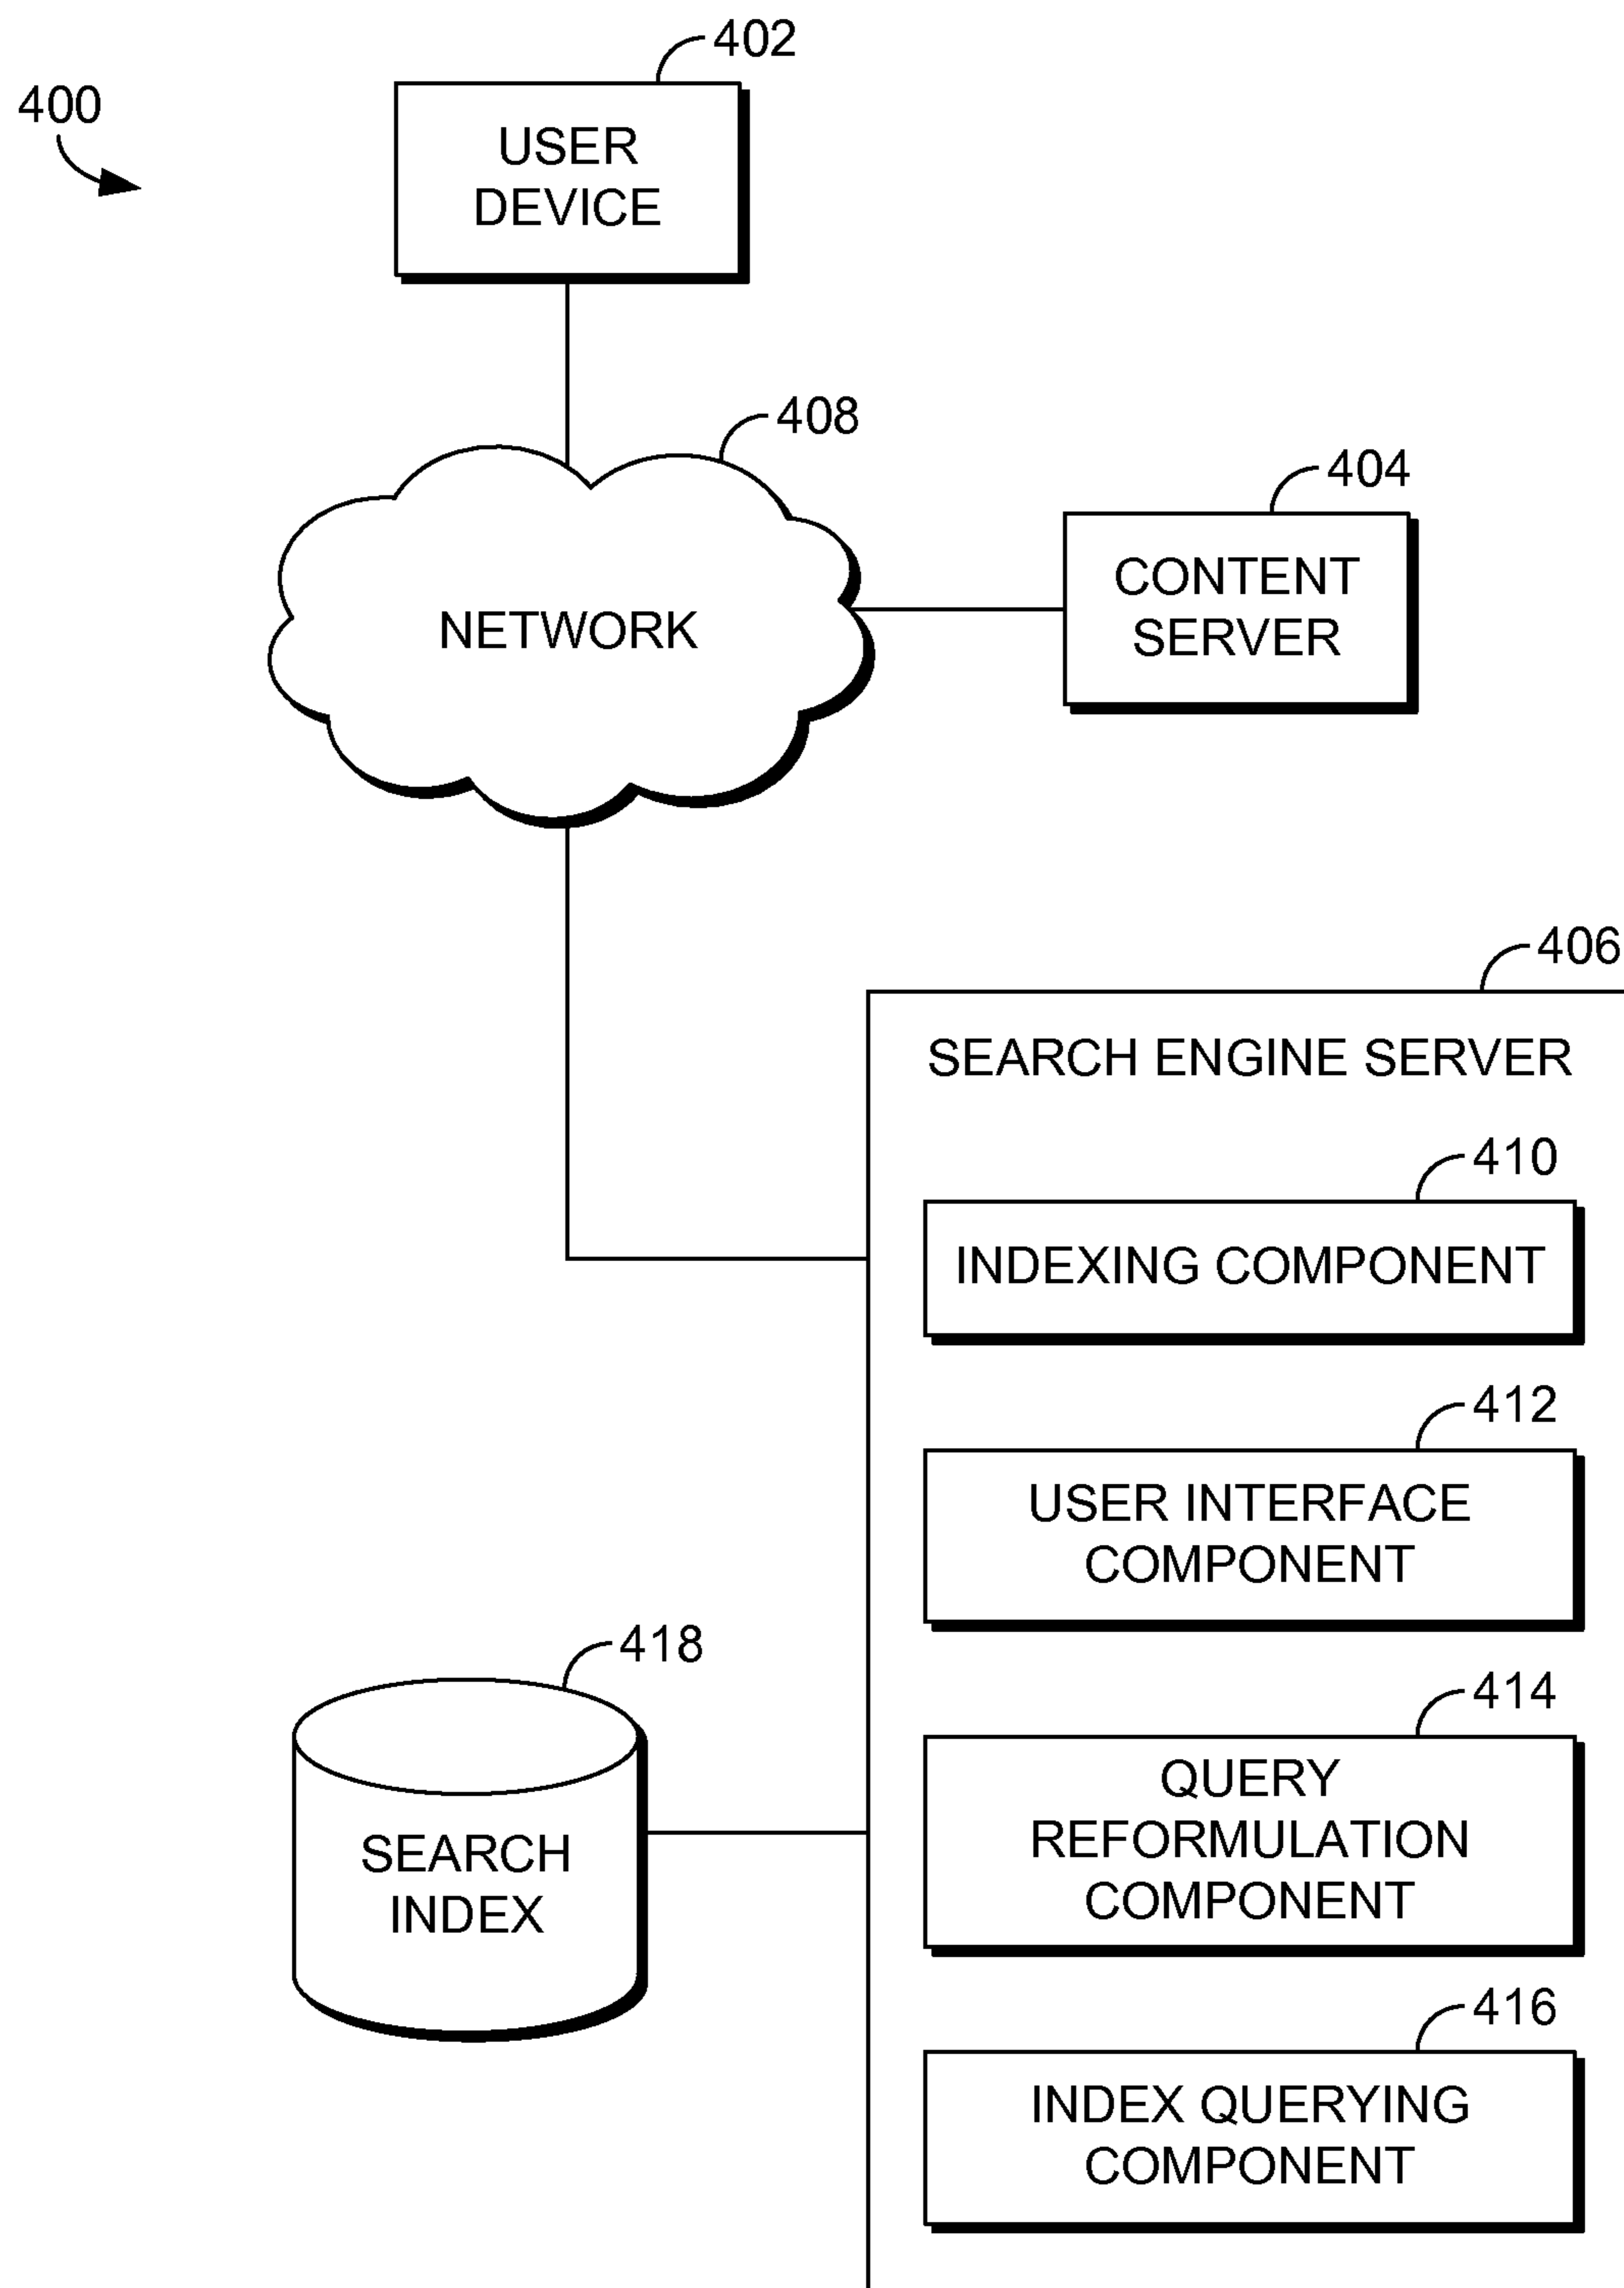 402
400
USER
DEVICE
408
404
CONTENT
SERVER
NETWORK
406
SEARCH ENGINE SERVER
410
INDEXING COMPONENT
412
USER INTERFACE
COMPONENT
418
SEARCH
INDEX
414
QUERY
REFORMULATION
COMPONENT
416
INDEX QUERYING
COMPONENT